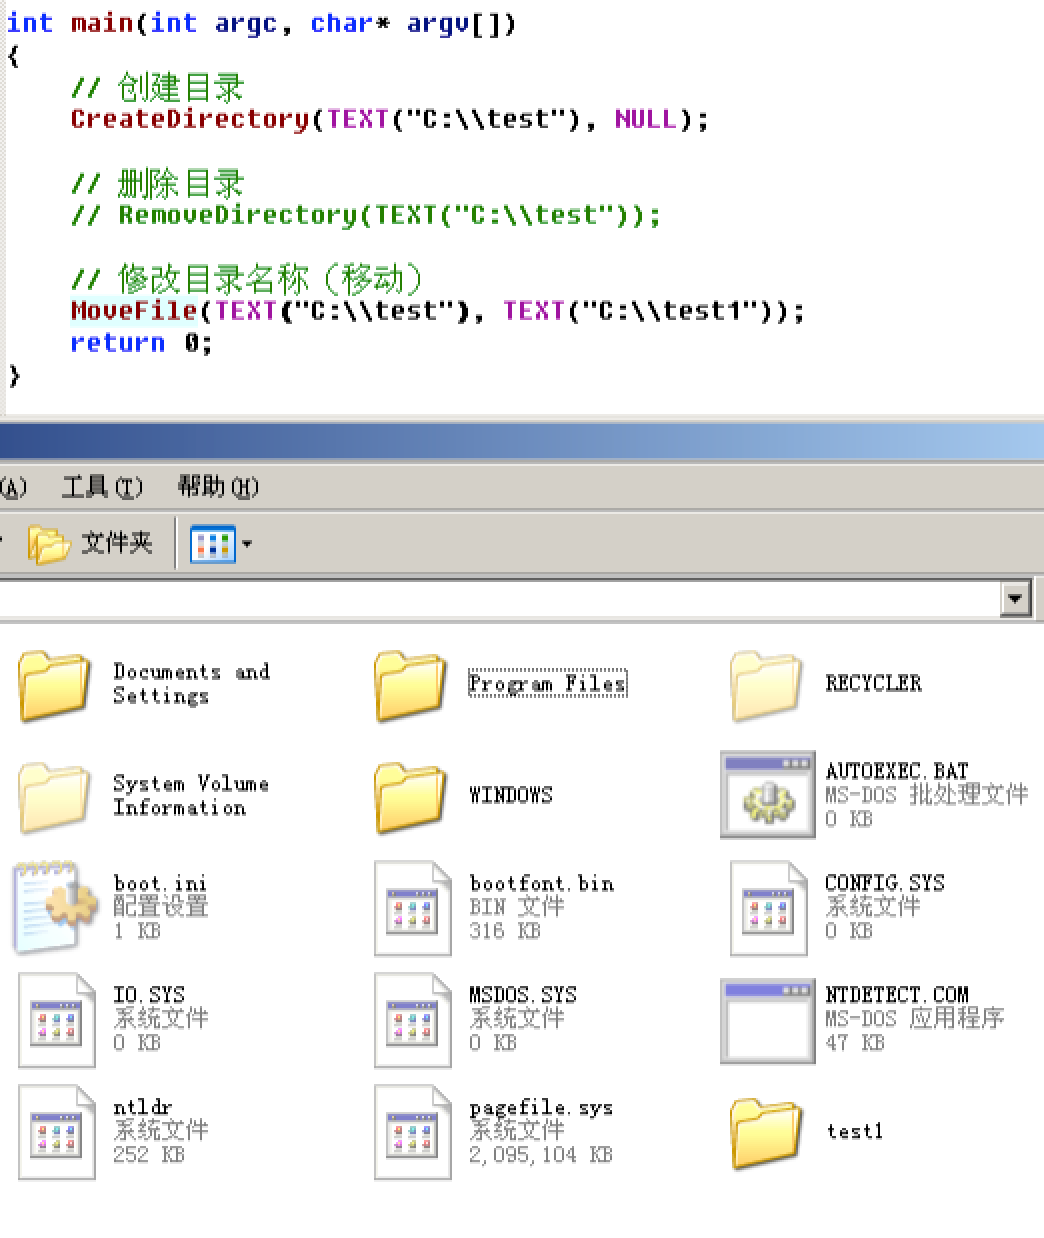 int main(int argc, char* argv[])
{
// 创建目录
CreateDirectory(TEXT("C:\\test"), NULL);
// 删除目录
// RemoveDirectory(TEXT("C:\\test"));
// 修改目录名称（移动）
MoveFile(TEXT("C:\\test"), TEXT("C:\\test1"));
return 0;
}
(A) 工具(T) 帮助(H)
文件夹
Documents and
Settings
Program Files
RECYCLER
System Volume
Information
WINDOWS
AUTOEXEC.BAT
MS-DOS 批处理文件
0 KB
boot.ini
配置设置
1 KB
bootfont.bin
BIN 文件
316 KB
CONFIG.SYS
系统文件
0 KB
IO.SYS
系统文件
0 KB
MSDOS.SYS
系统文件
0 KB
NTDETECT.COM
MS-DOS 应用程序
47 KB
ntldr
系统文件
252 KB
pagefile.sys
系统文件
2,095,104 KB
test1